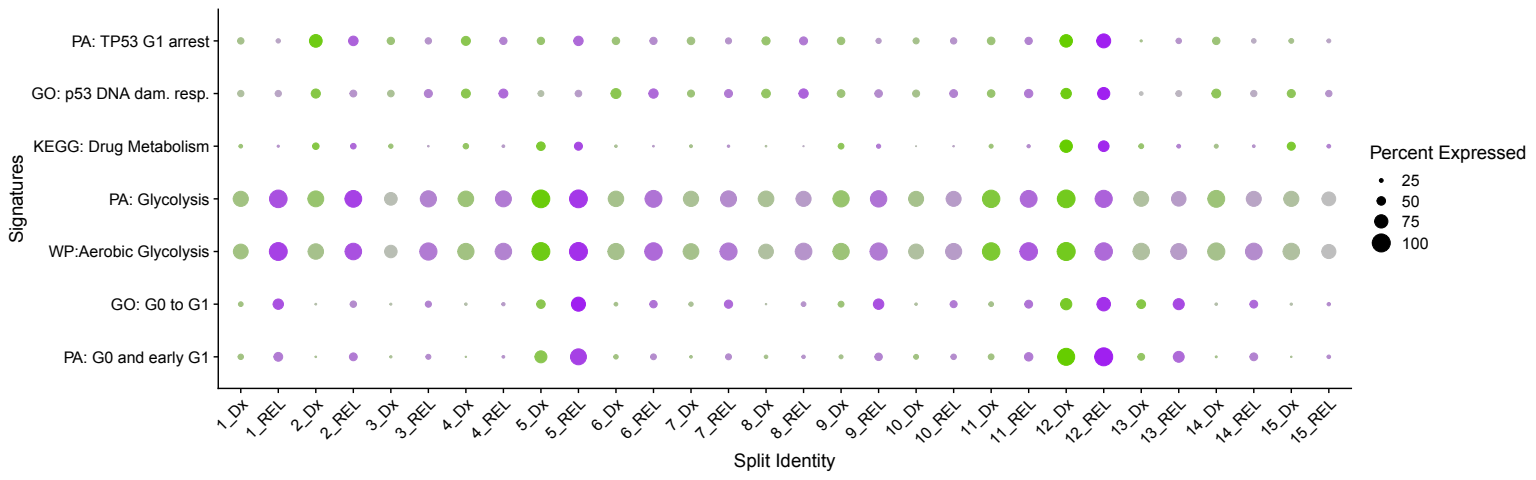 Signatures
PA: TP53 G1 arrest
GO: p53 DNA dam. resp.
KEGG: Drug Metabolism
PA: Glycolysis
WP:Aerobic Glycolysis
GO: G0 to G1
PA: G0 and early G1
1_Dx
1_REL
2_Dx
2_REL
3_Dx
3_REL
4_Dx
4_REL
5_Dx
5_REL
6_Dx
6_REL
7_Dx
7_REL
8_Dx
8_REL
9_Dx
9_REL
10_Dx
10_REL
11_Dx
11_REL
12_Dx
12_REL
13_Dx
13_REL
14_Dx
14_REL
15_Dx
15_REL
Split Identity
Percent Expressed
25
50
75
100